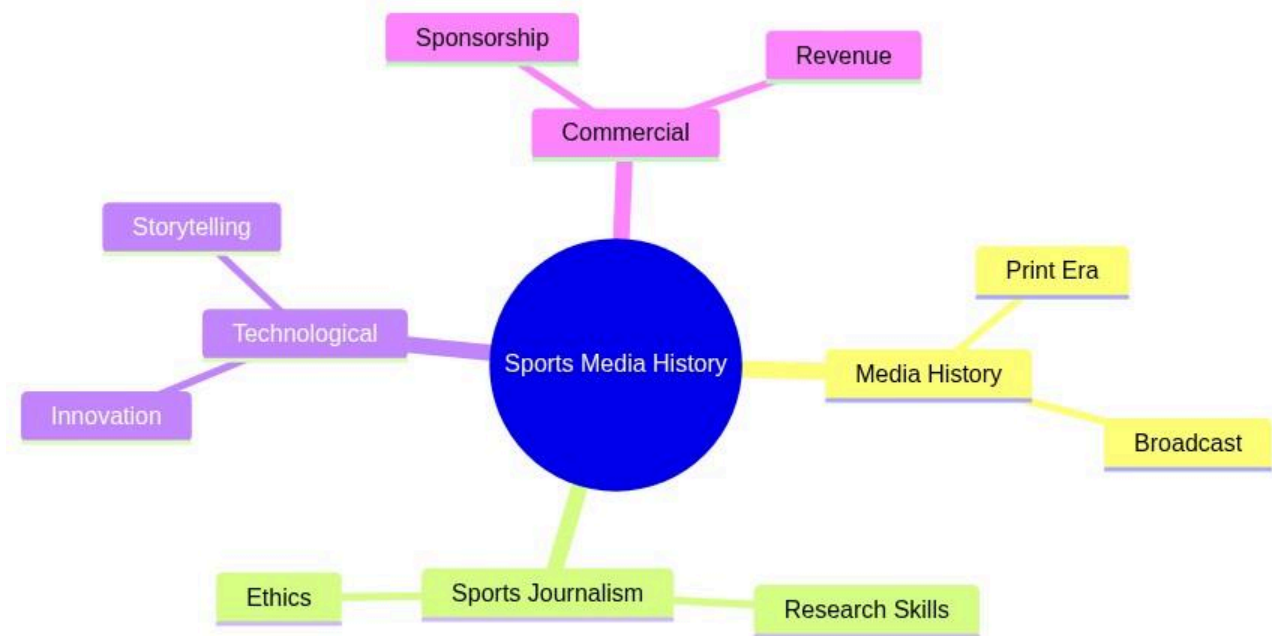 Sponsorship
Revenue
Commercial
Storytelling
Print Era
Technological
Sports Media History
Media History
Innovation
Broadcast
Ethics
Sports Journalism
Research Skills